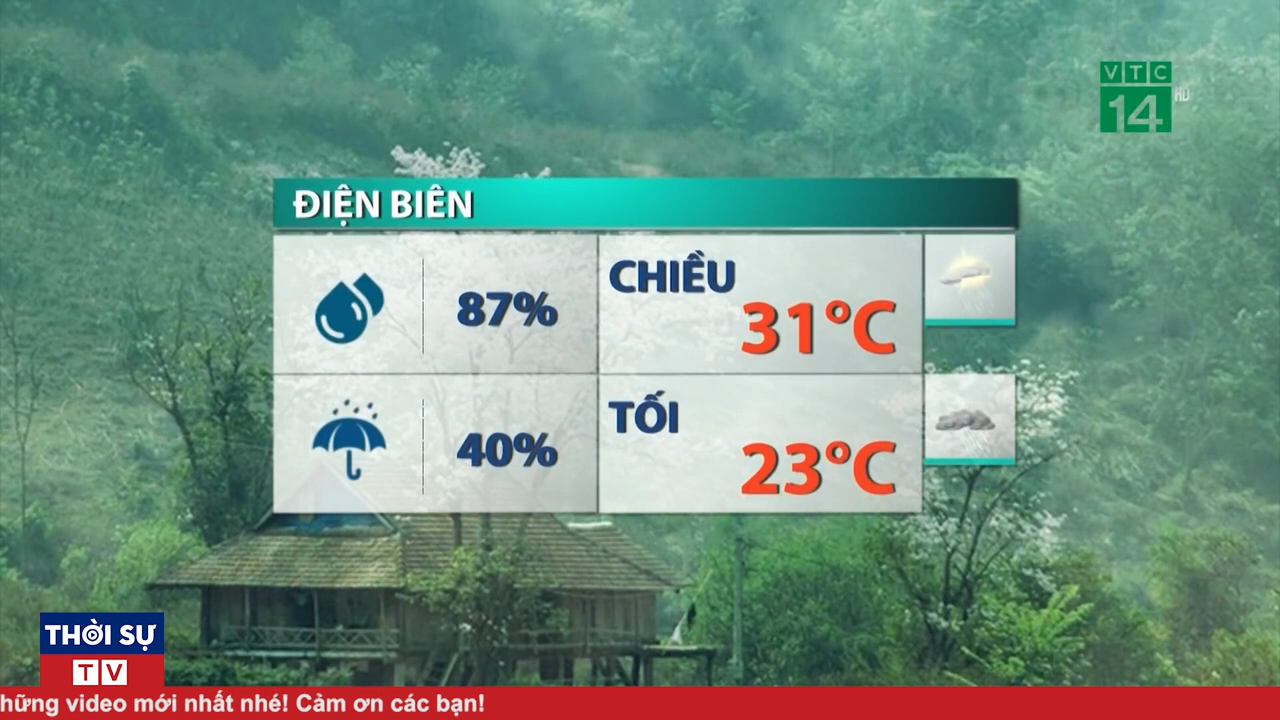 VTC
14
HD
ĐIỆN BIÊN
87%
CHIỀU
31°C
40%
TỐI
23°C
THỜI SỰ
TV
hững video mới nhất nhé! Cảm ơn các bạn!